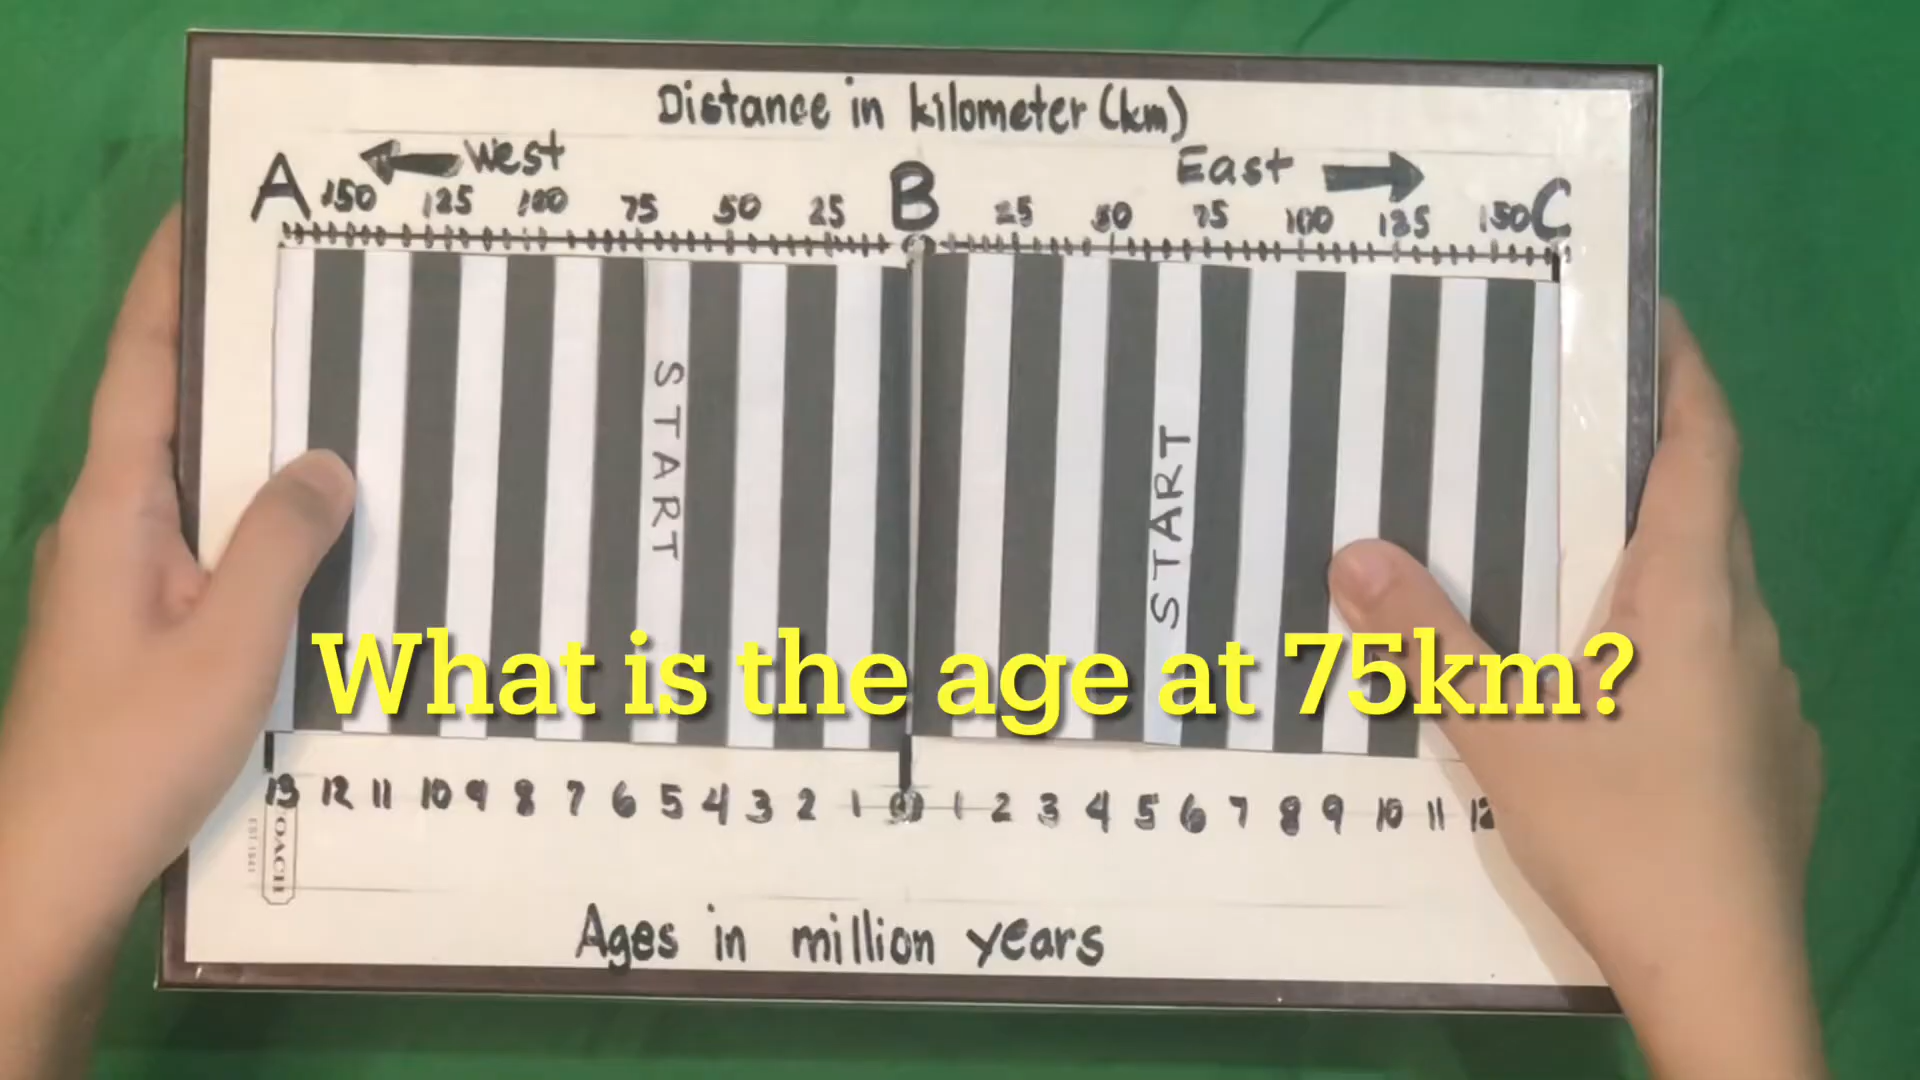 Distance in kilometer (km)
West East
A 150 125 100 75 50 25 B 25 50 75 100 125 150 C
START
START
What is the age at 75km?
13 12 11 10 9 8 7 6 5 4 3 2 1 0 1 2 3 4 5 6 7 8 9 10 11 12
COACH
EST. 1941
Ages in million years